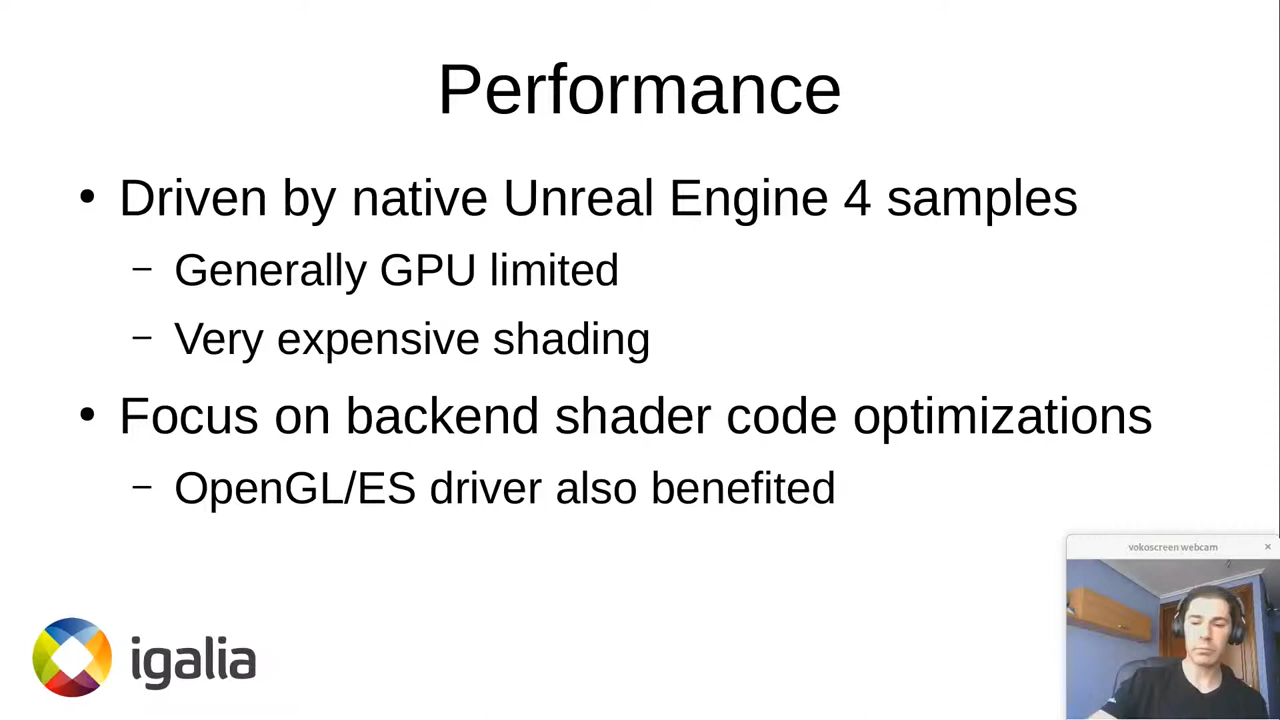 Performance
• Driven by native Unreal Engine 4 samples
– Generally GPU limited
– Very expensive shading
• Focus on backend shader code optimizations
– OpenGL/ES driver also benefited
vokoscreen webcam ×
igalia